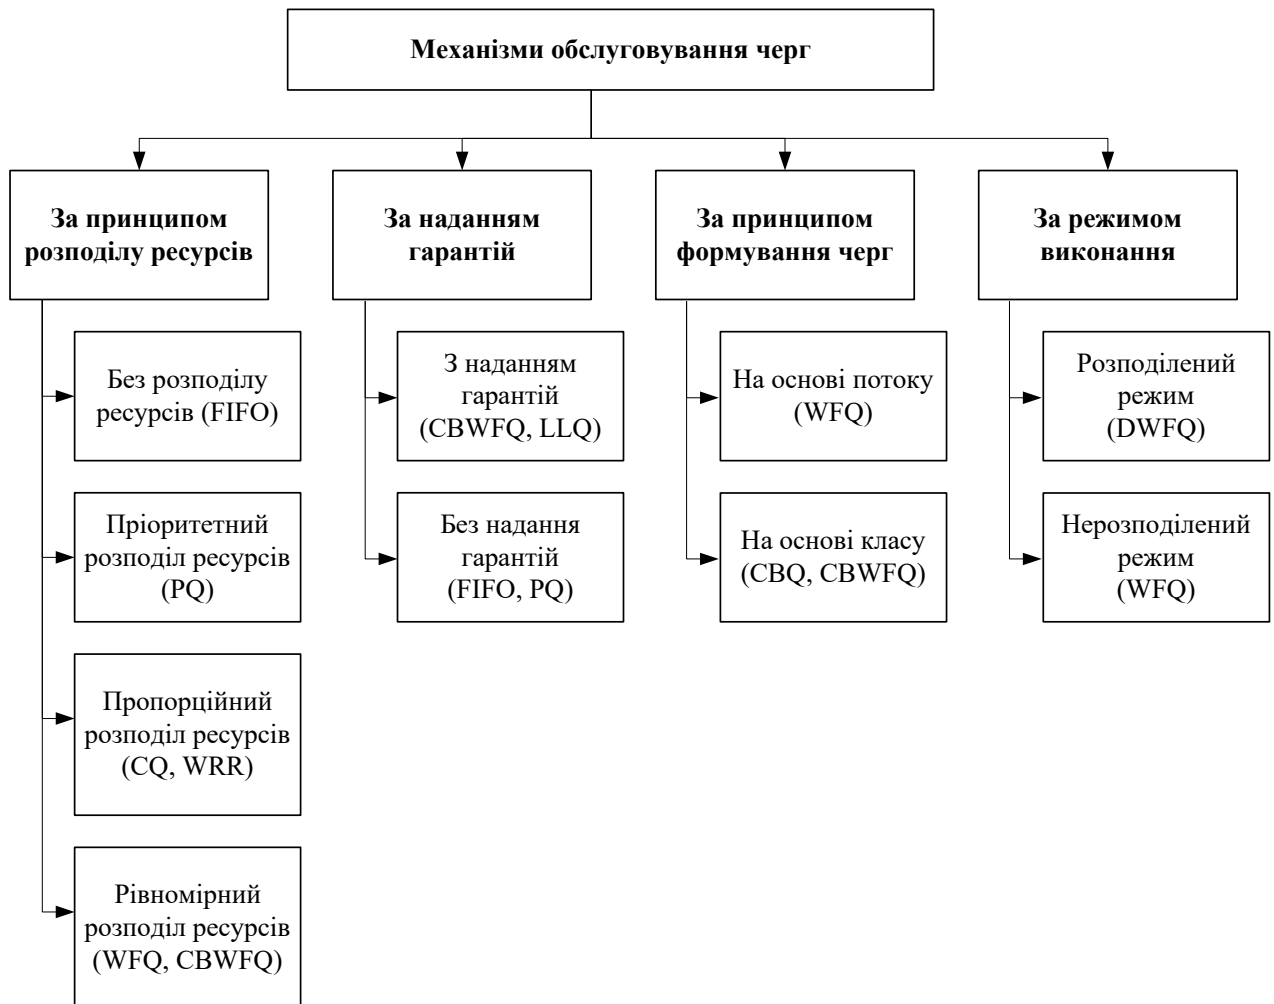 Механізми обслуговування черг
За принципом
розподілу ресурсів
За наданням
гарантій
За принципом
формування черг
За режимом
виконання
Без розподілу
ресурсів (FIFO)
Пріоритетний
розподіл ресурсів
(PQ)
Пропорційний
розподіл ресурсів
(CQ, WRR)
Рівномірний
розподіл ресурсів
(WFQ, CBWFQ)
З наданням
гарантій
(CBWFQ, LLQ)
Без надання
гарантій
(FIFO, PQ)
На основі потоку
(WFQ)
На основі класу
(CBQ, CBWFQ)
Розподілений
режим
(DWFQ)
Нерозподілений
режим
(WFQ)